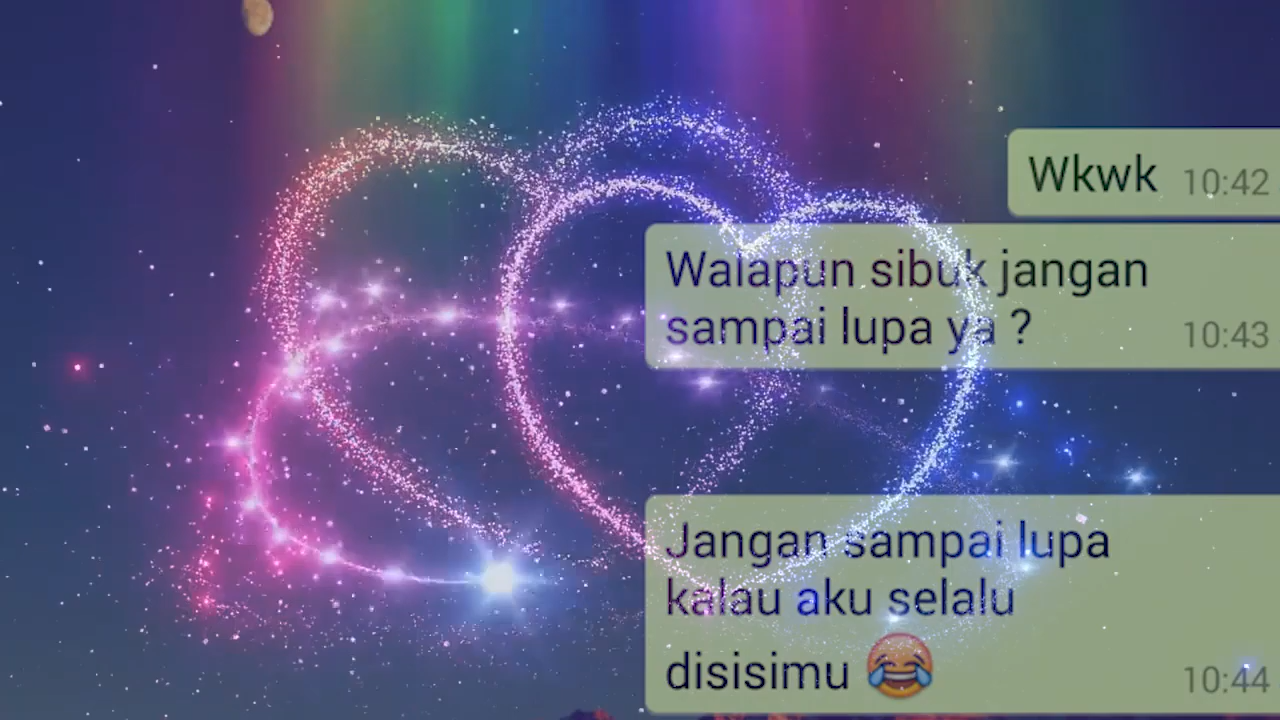 Wkwk 10:42
Walapun sibuk jangan
sampai lupa ya ? 10:43
Jangan sampai lupa
kalau aku selalu
disisimu 😂 10:44